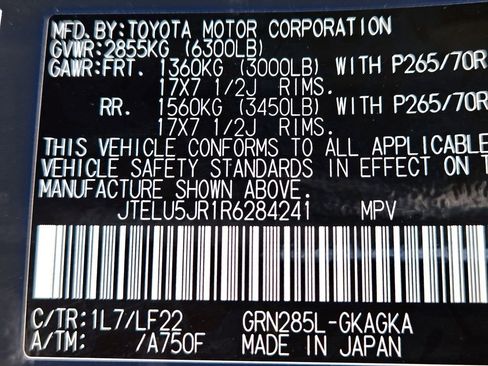 MFD.BY:TOYOTA MOTOR CORPORATION
GVWR:2855KG (6300LB)
GAWR:FRT. 1360KG (3000LB) WITH P265/70R
17X7 1/2J RIMS.
RR. 1560KG (3450LB) WITH P265/70R
17X7 1/2J RIMS.
THIS VEHICLE CONFORMS TO ALL APPLICABLE
VEHICLE SAFETY STANDARDS IN EFFECT ON T
MANUFACTURE SHOWN ABOVE.
JTELU5JR1R6284241 MPV
C/TR:1L7/LF22 GRN285L-GKAGKA
A/TM: /A750F MADE IN JAPAN